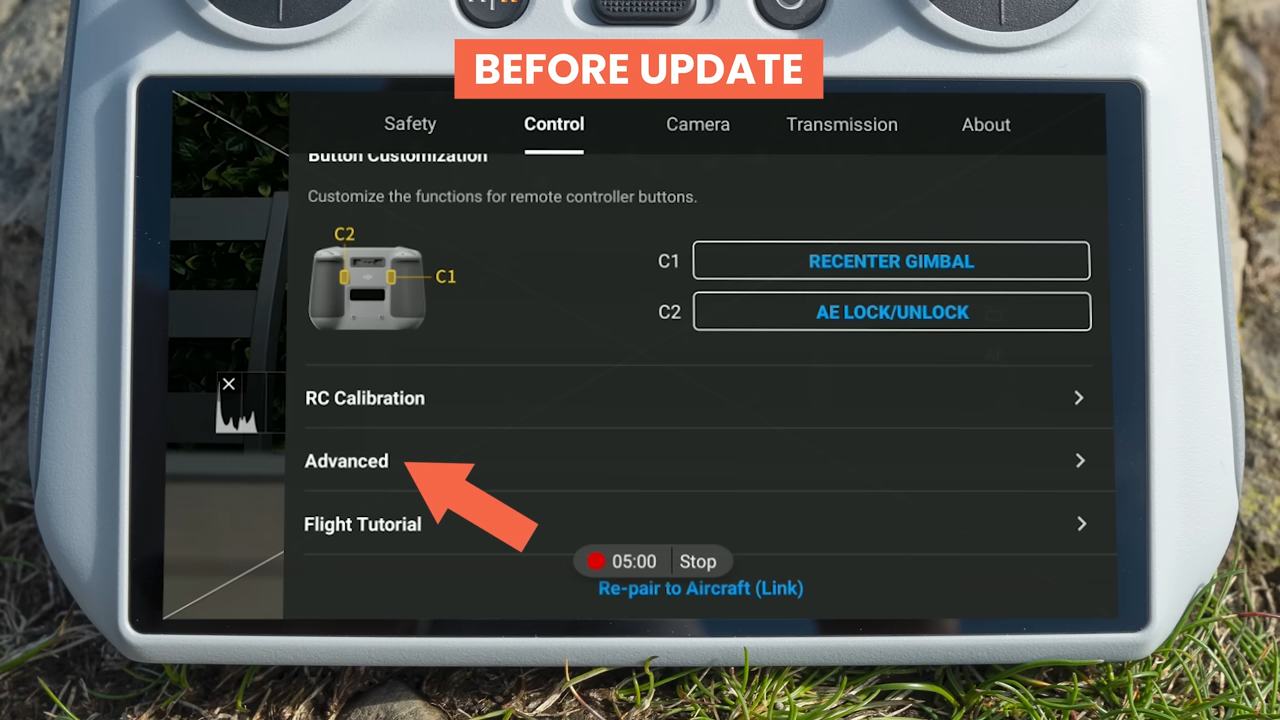 BEFORE UPDATE
Safety Control Camera Transmission About
Button Customization
Customize the functions for remote controller buttons.
C2
C1
C1 RECENTER GIMBAL
C2 AE LOCK/UNLOCK
RC Calibration
Advanced
Flight Tutorial
05:00 Stop
Re-pair to Aircraft (Link)